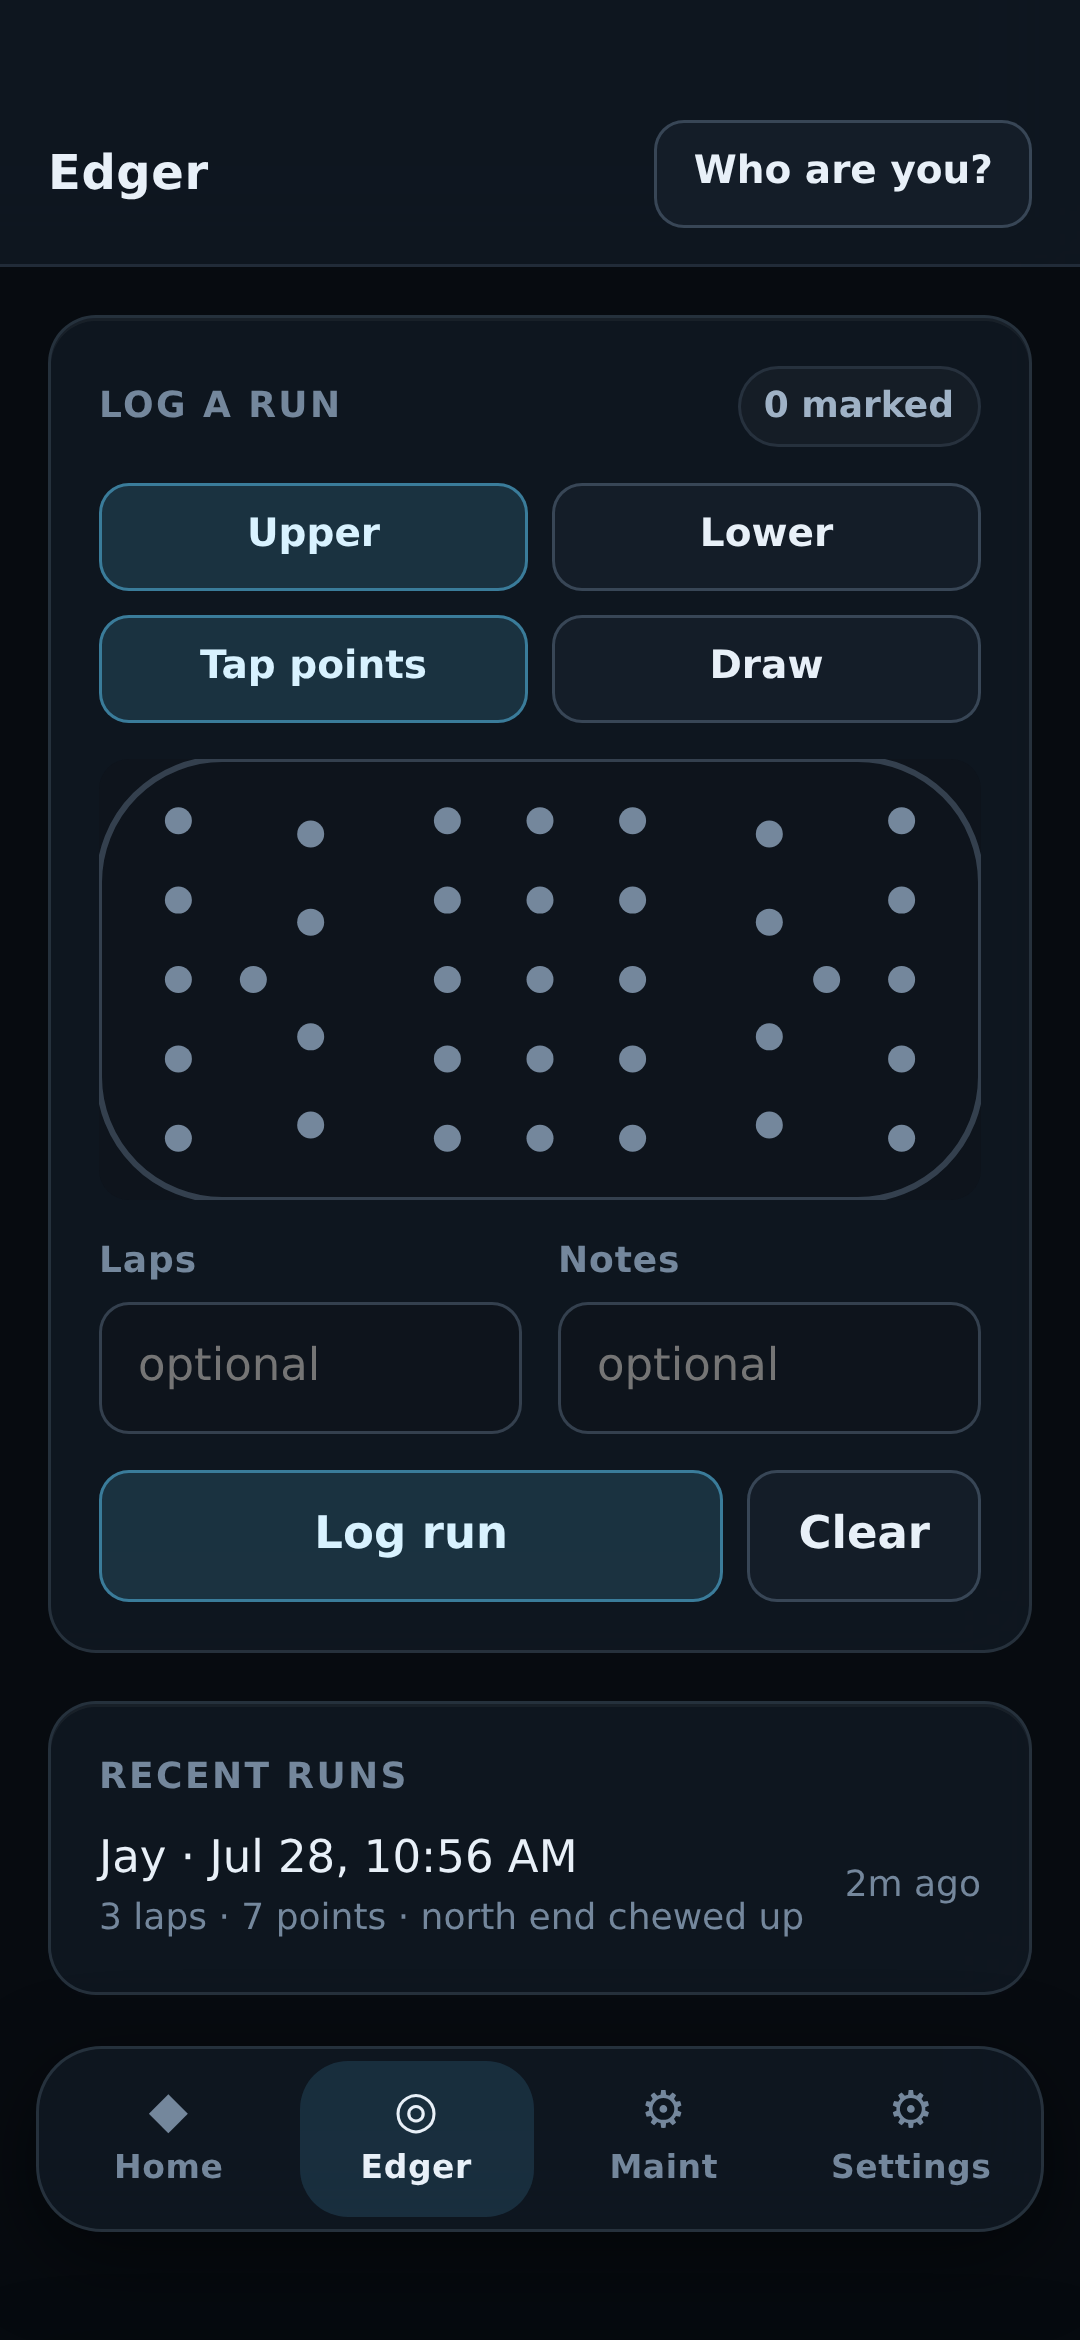 Edger
Who are you?
LOG A RUN
0 marked
Upper
Lower
Tap points
Draw
Laps
Notes
optional
optional
Log run
Clear
RECENT RUNS
Jay · Jul 28, 10:56 AM
2m ago
3 laps · 7 points · north end chewed up
Home
Edger
Maint
Settings